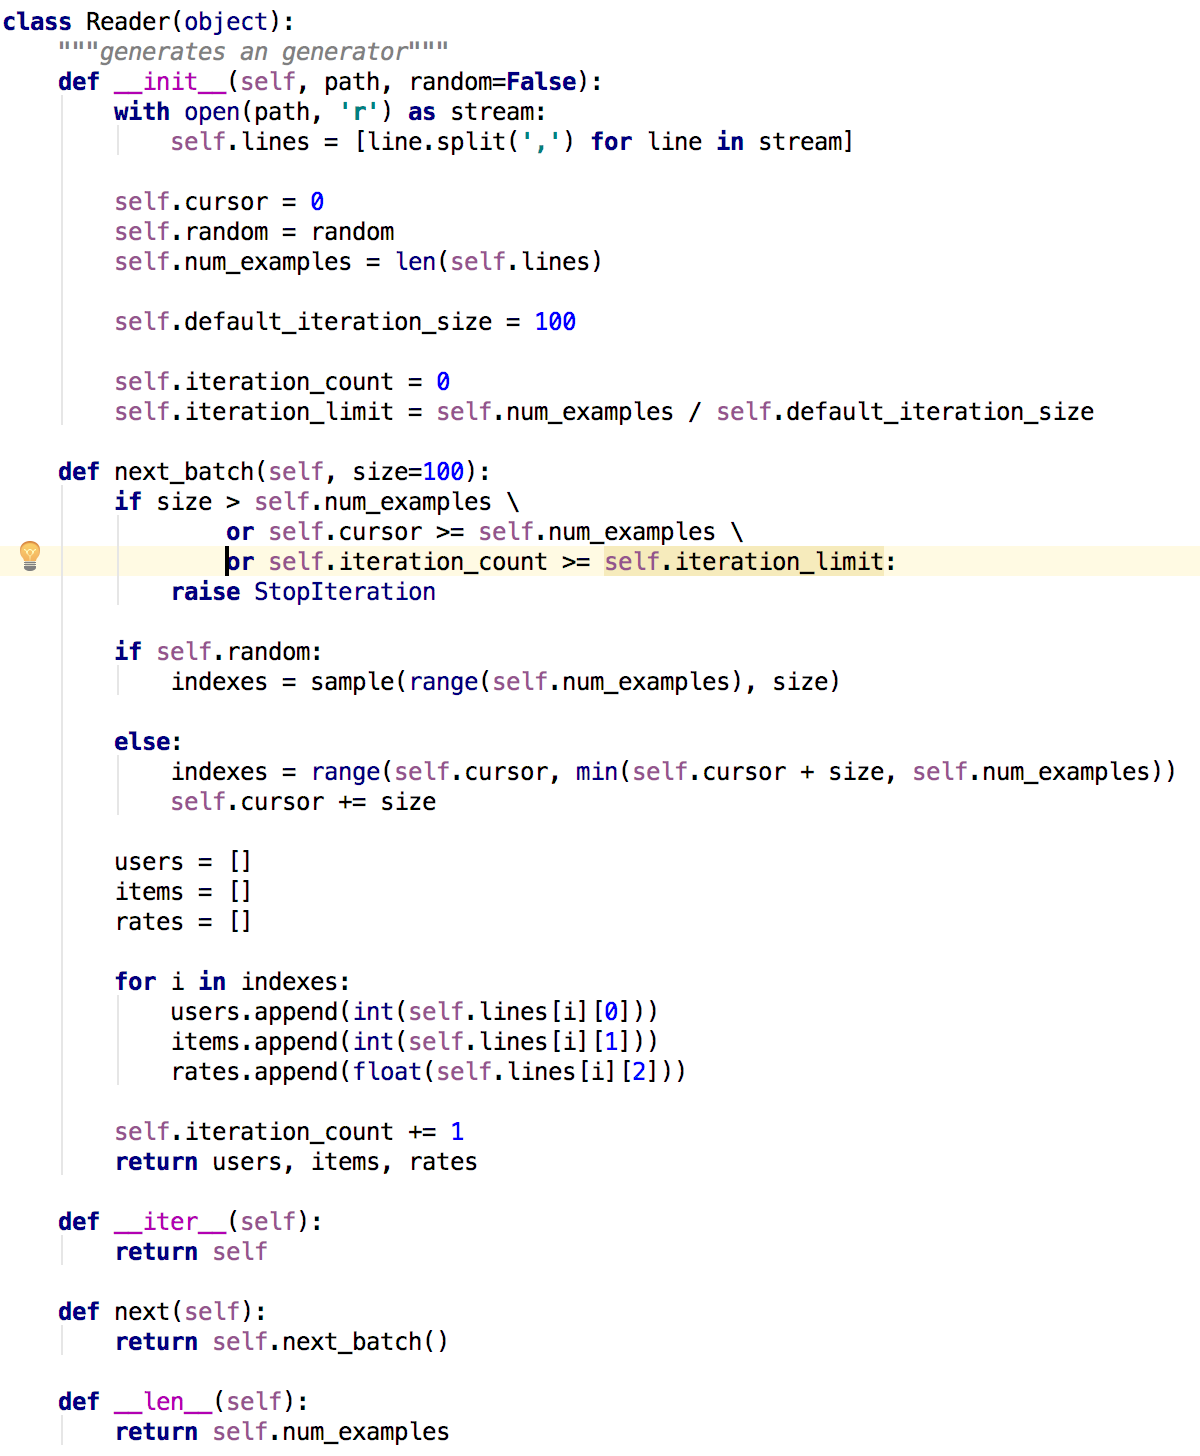 class Reader(object):
    """generates an generator"""
    def __init__(self, path, random=False):
        with open(path, 'r') as stream:
            self.lines = [line.split(',') for line in stream]

        self.cursor = 0
        self.random = random
        self.num_examples = len(self.lines)

        self.default_iteration_size = 100

        self.iteration_count = 0
        self.iteration_limit = self.num_examples / self.default_iteration_size

    def next_batch(self, size=100):
        if size > self.num_examples \
                or self.cursor >= self.num_examples \
                or self.iteration_count >= self.iteration_limit:
            raise StopIteration

        if self.random:
            indexes = sample(range(self.num_examples), size)

        else:
            indexes = range(self.cursor, min(self.cursor + size, self.num_examples))
            self.cursor += size

        users = []
        items = []
        rates = []

        for i in indexes:
            users.append(int(self.lines[i][0]))
            items.append(int(self.lines[i][1]))
            rates.append(float(self.lines[i][2]))

        self.iteration_count += 1
        return users, items, rates

    def __iter__(self):
        return self

    def next(self):
        return self.next_batch()

    def __len__(self):
        return self.num_examples